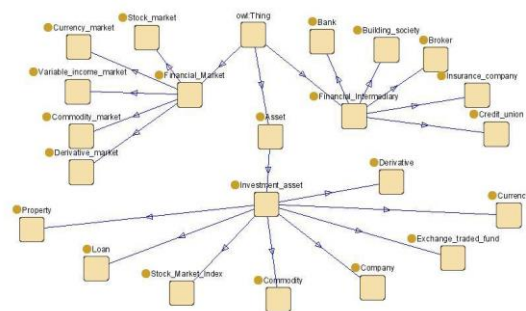 Stock_market
owl:Thing
Currency_market
Bank
Building_society
Broker
Variable_income_market
Financial_Market
Insurance_company
Financial_Intermediary
Commodity_market
Asset
Credit_union
Derivative_market
Derivative
Investment_asset
Currenc
Property
Exchange_traded_fund
Loan
Stock_Market_Index
Commodity
Company